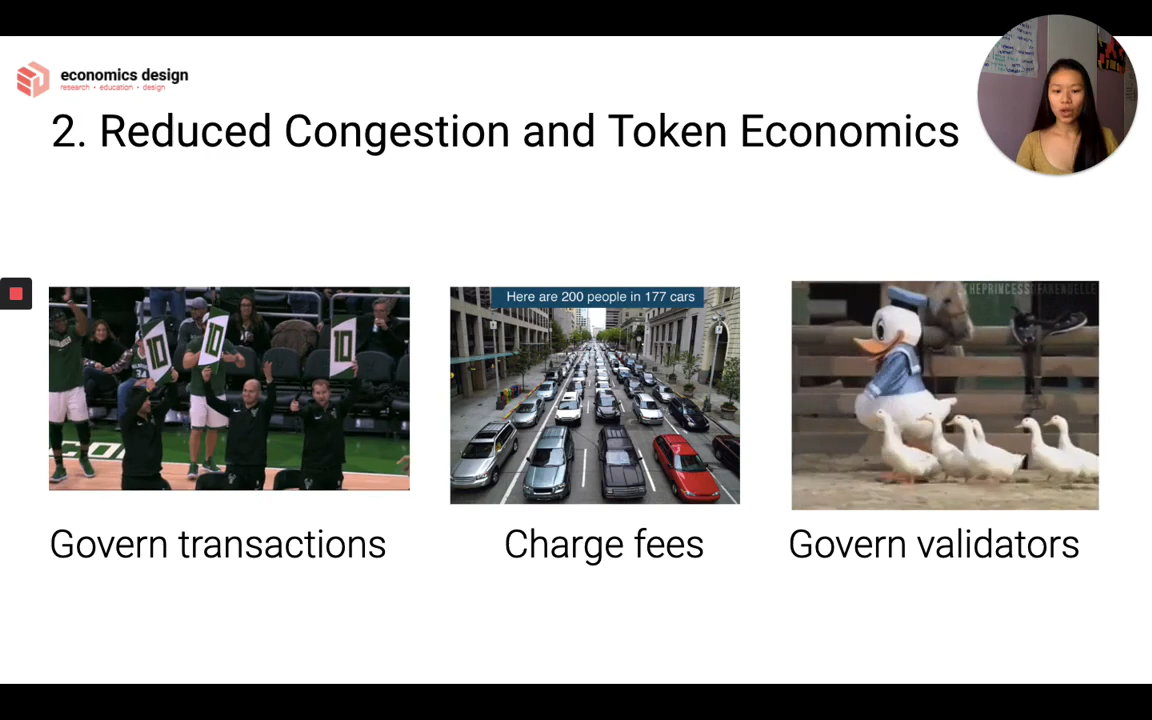 economics design
research • education • design
2. Reduced Congestion and Token Economics
10
10
10
Here are 200 people in 177 cars
Govern transactions
Charge fees
Govern validators